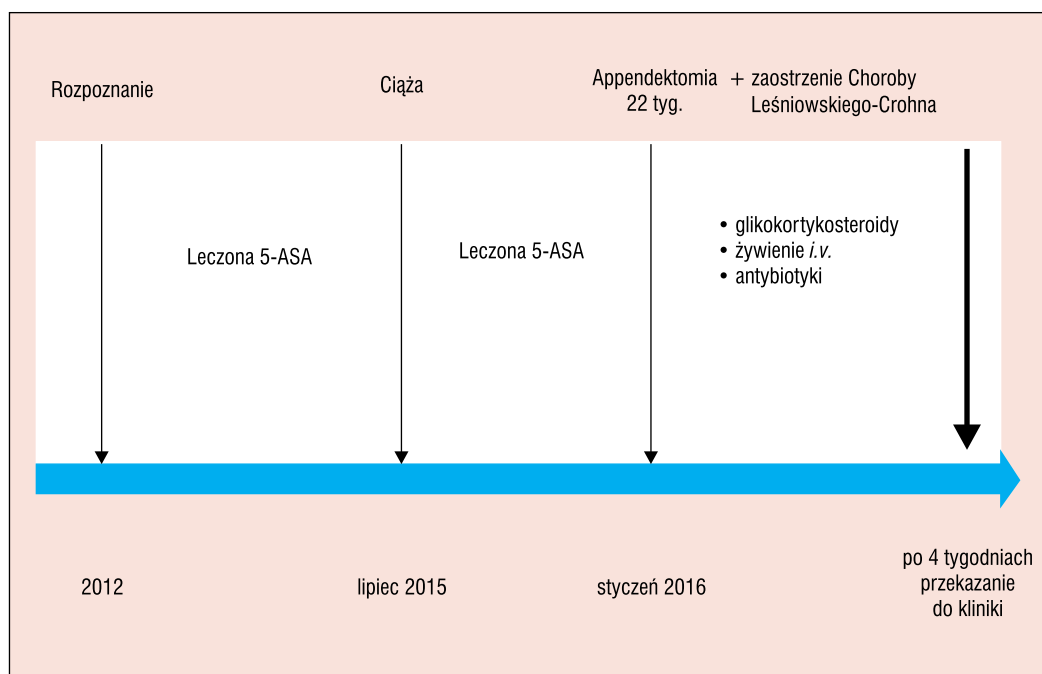 Rozpoznanie
Ciąża
Appendektomia + zaostrzenie Choroby
22 tyg. Leśniowskiego-Crohna
Leczona 5-ASA
Leczona 5-ASA
• glikokortykosteroidy
• żywienie i.v.
• antybiotyki
2012
lipiec 2015
styczeń 2016
po 4 tygodniach
przekazanie
do kliniki